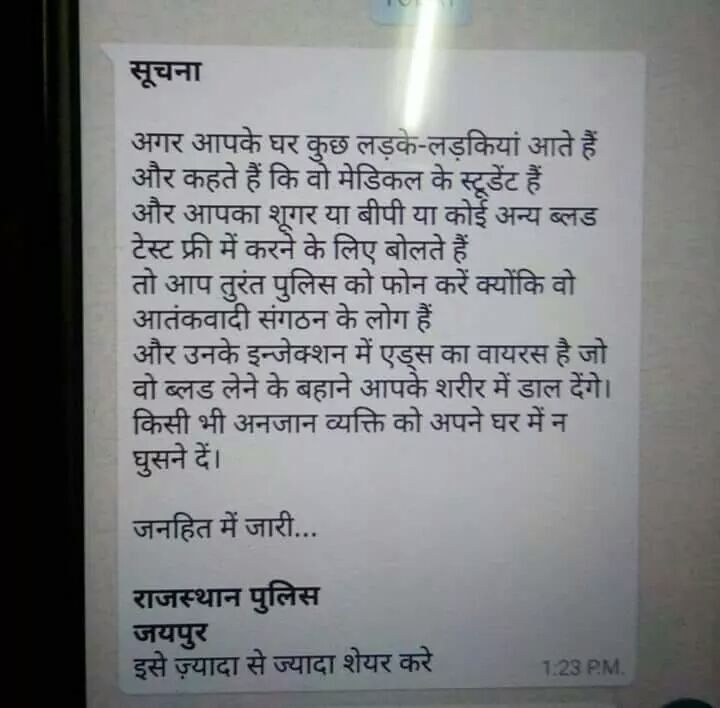 सूचना
अगर आपके घर कुछ लड़के-लड़कियां आते हैं
और कहते हैं कि वो मेडिकल के स्टूडेंट हैं
और आपका शूगर या बीपी या कोई अन्य ब्लड
टेस्ट फ्री में करने के लिए बोलते हैं
तो आप तुरंत पुलिस को फोन करें क्योंकि वो
आतंकवादी संगठन के लोग हैं
और उनके इन्जेक्शन में एड्स का वायरस है जो
वो ब्लड लेने के बहाने आपके शरीर में डाल देंगे।
किसी भी अनजान व्यक्ति को अपने घर में न
घुसने दें।
जनहित में जारी...
राजस्थान पुलिस
जयपुर
इसे ज़्यादा से ज्यादा शेयर करे
1:23 P.M.